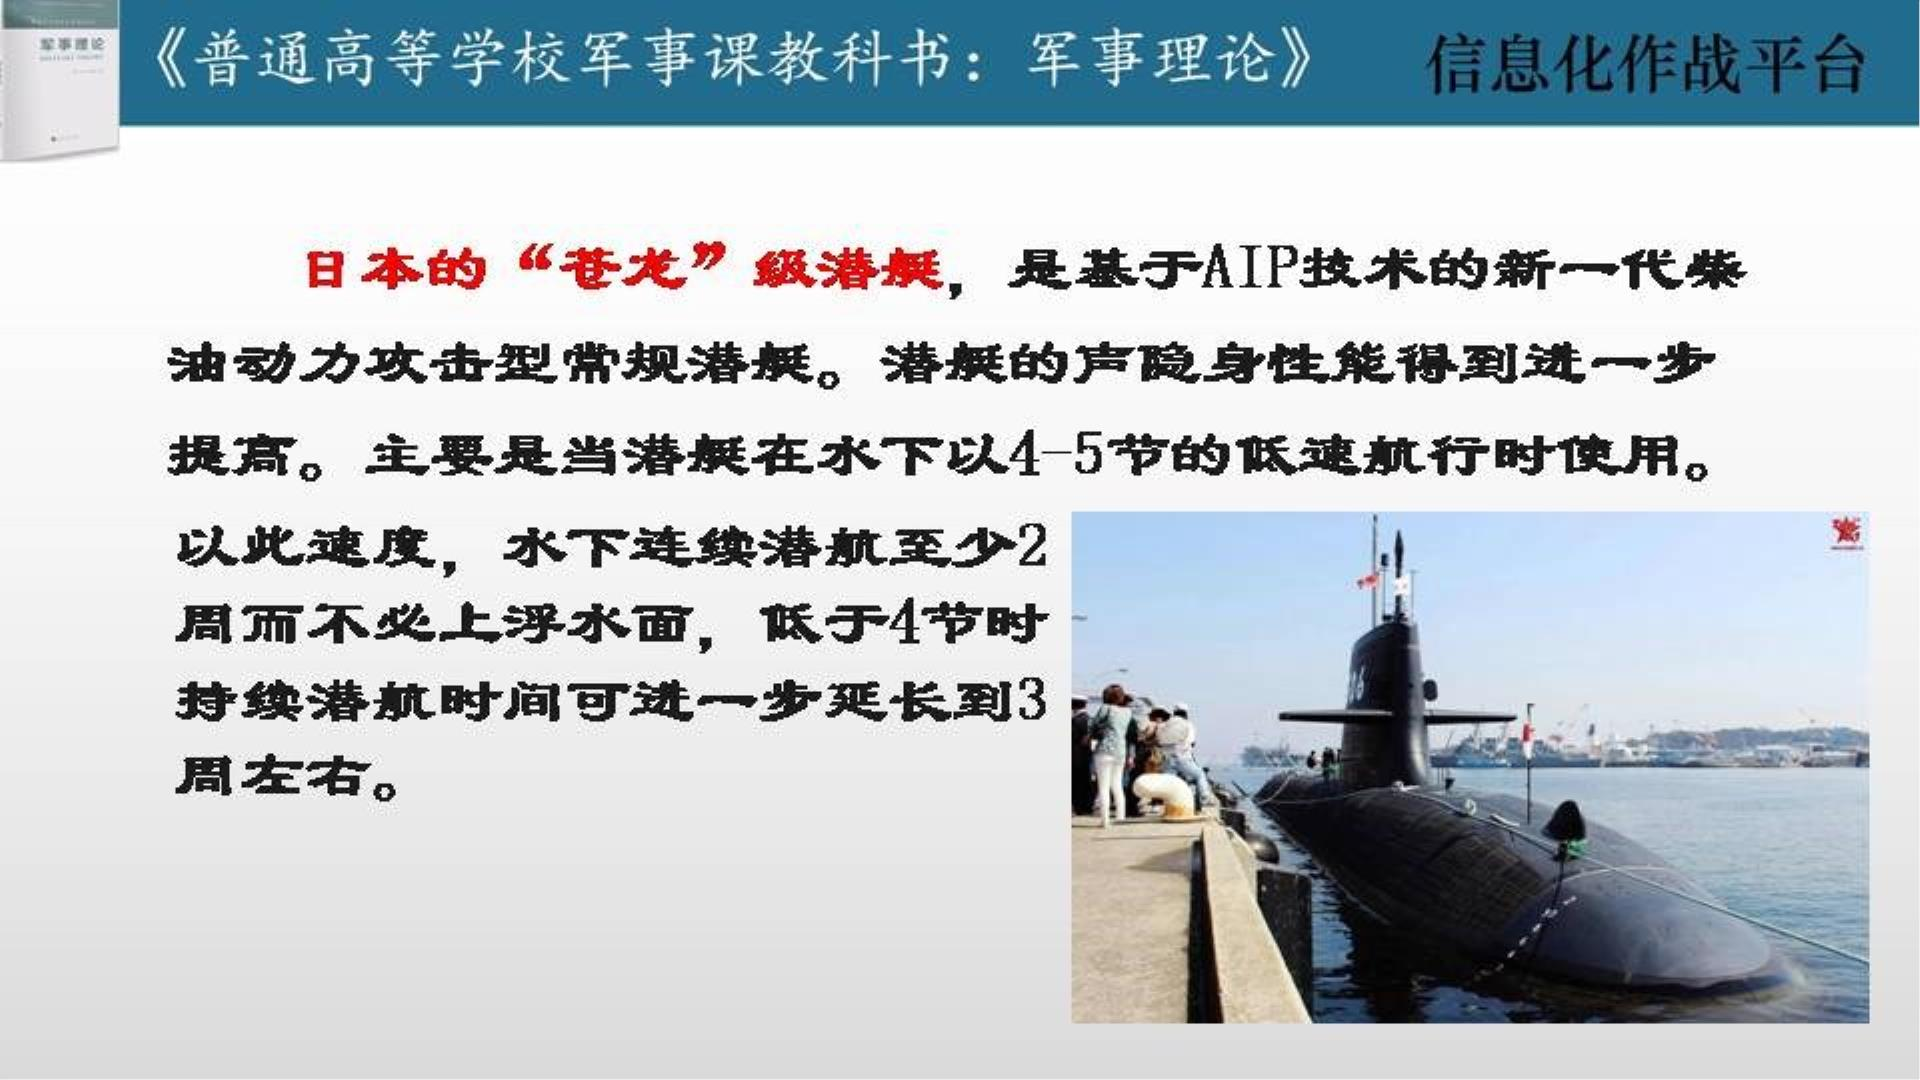 军事理论
《普通高等学校军事课教科书：军事理论》
信息化作战平台
日本的“苍龙”级潜艇，是基于AIP技术的新一代柴
油动力攻击型常规潜艇。潜艇的声隐身性能得到进一步
提高。主要是当潜艇在水下以4-5节的低速航行时使用。
以此速度，水下连续潜航至少2
周而不必上浮水面，低于4节时
持续潜航时间可进一步延长到3
周左右。